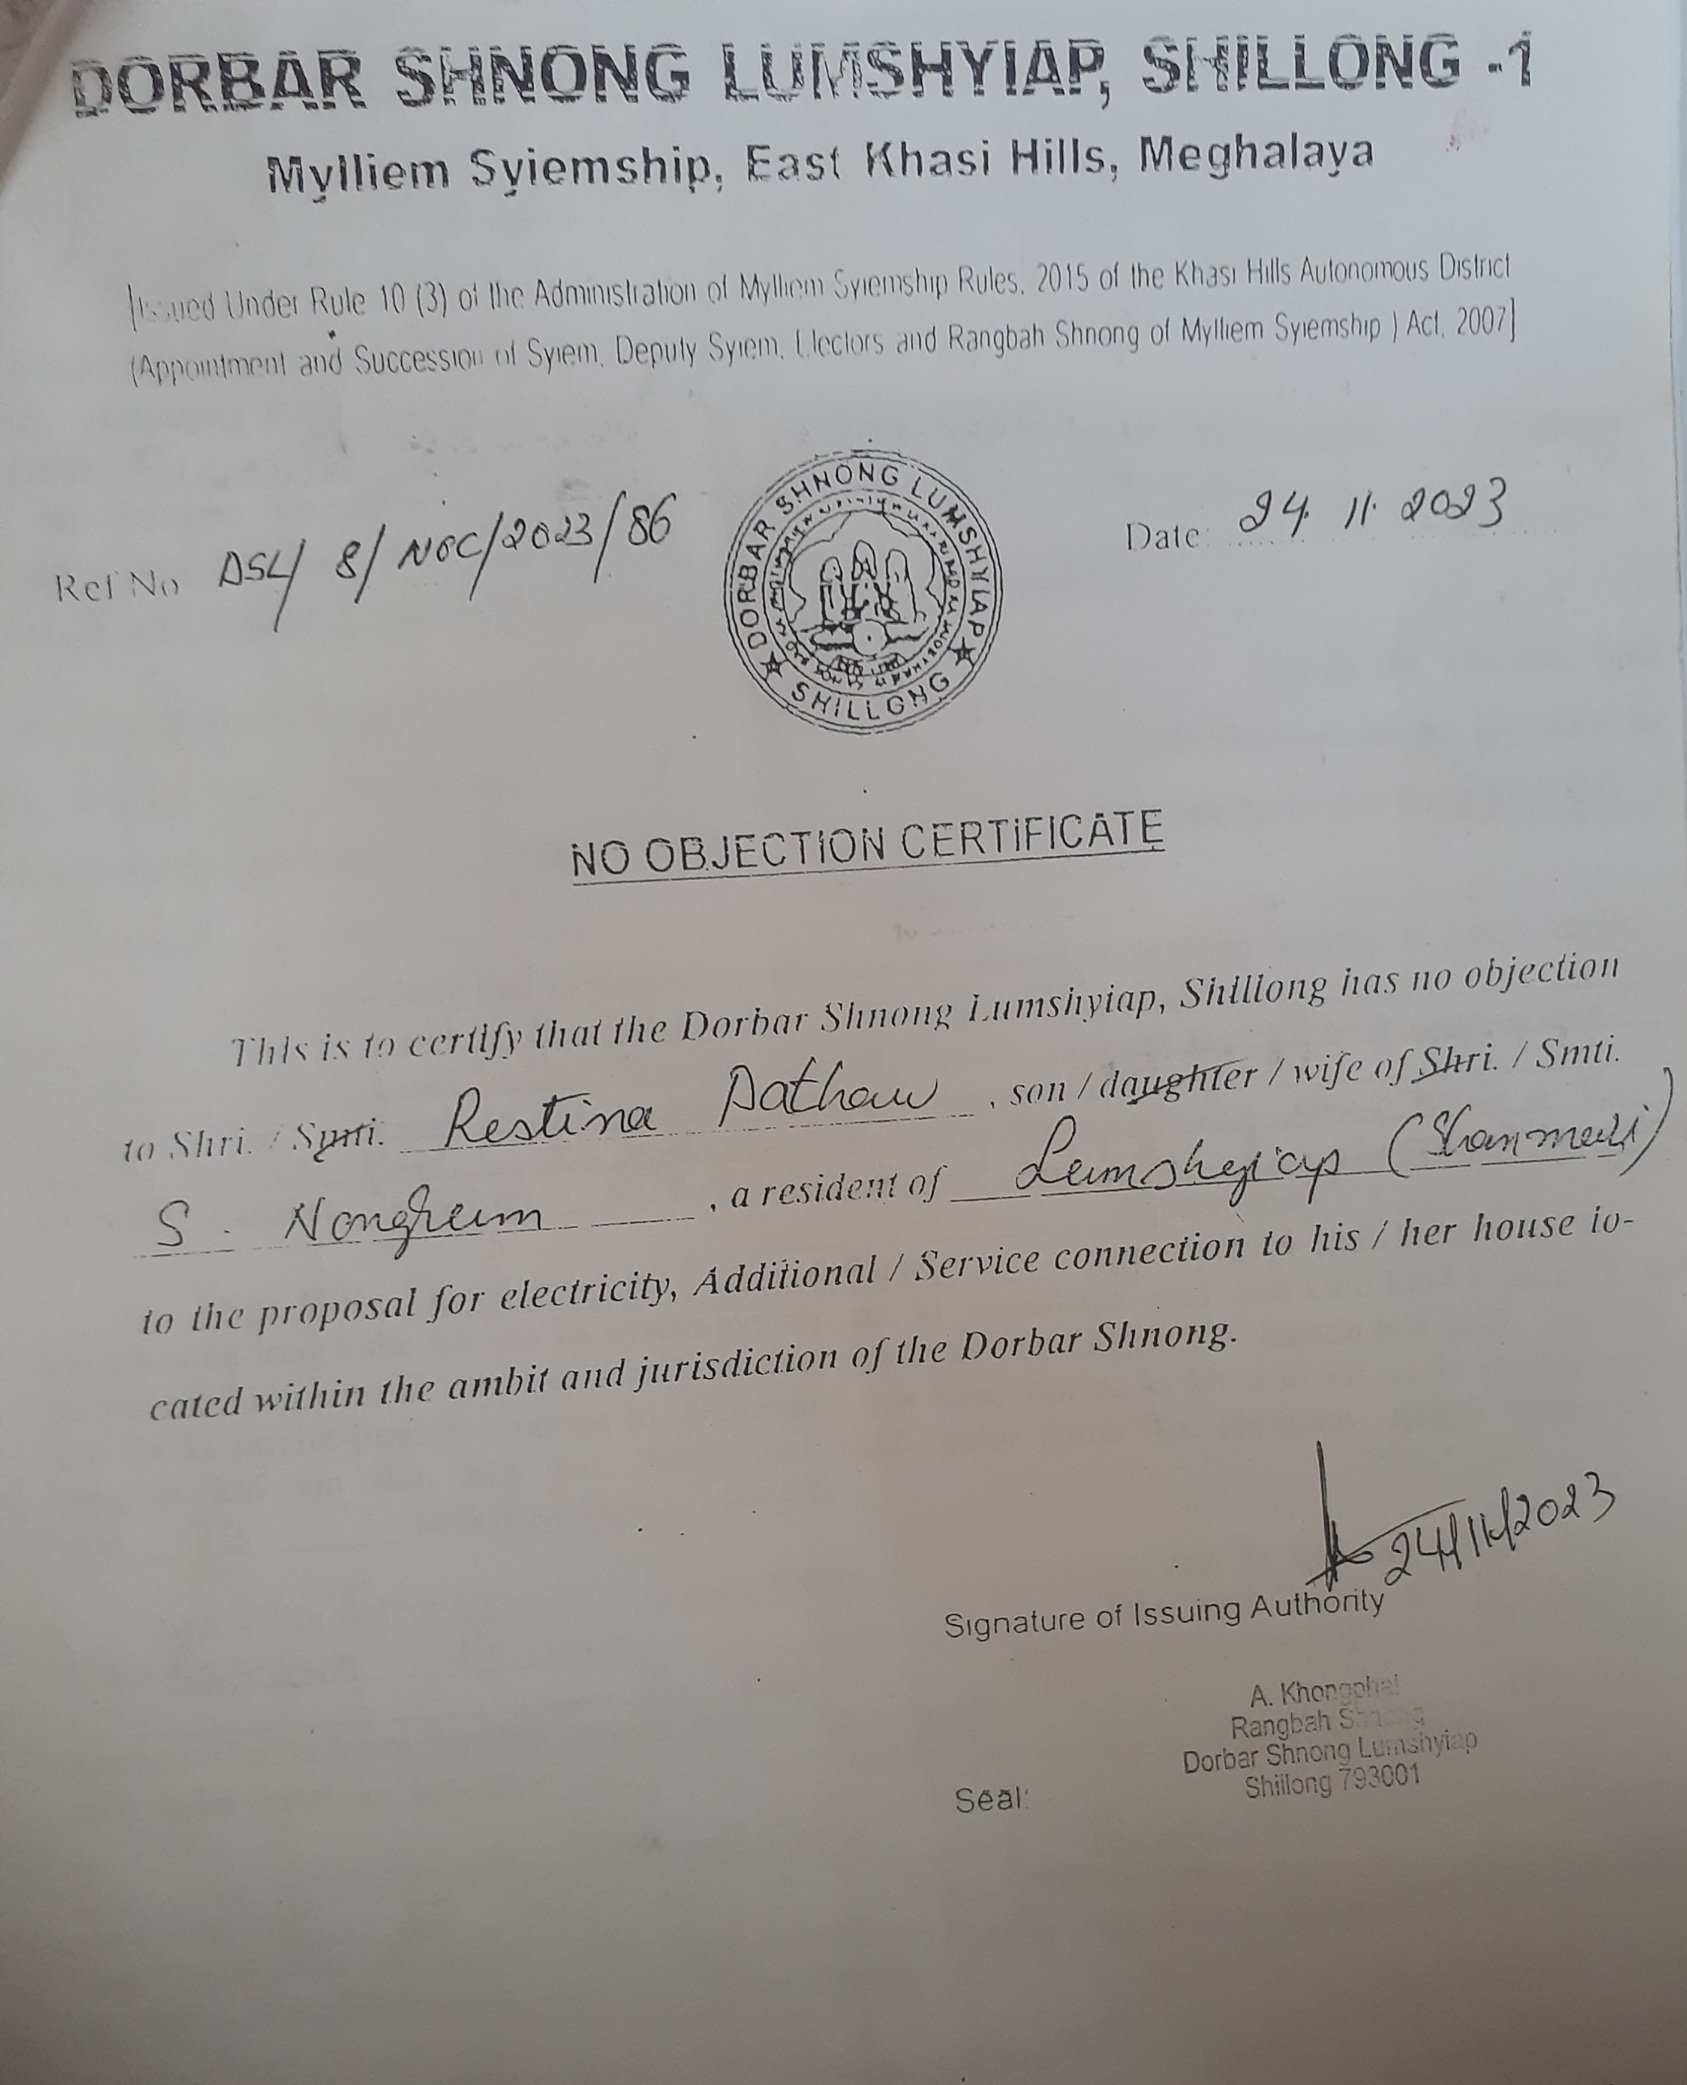 DORBAR SHNONG LUMSHYIAP, SHILLONG -1
Mylliem Syiemship, East Khasi Hills, Meghalaya
[Issued Under Rule 10 (3) of the Administration of Mylliem Syiemship Rules, 2015 of the Khasi Hills Autonomous District
(Appointment and Succession of Syiem, Deputy Syiem, Electors and Rangbah Shnong of Mylliem Syiemship ) Act, 2007]
Ref No DSL/ 8/ NOC/2023/86
DORBAR SHNONG LUMSHYIAP
SHILLONG
Date: 24. 11. 2023
NO OBJECTION CERTIFICATE
This is to certify that the Dorbar Shnong Lumshyiap, Shillong has no objection
to Shri. / Smti. Restina Dathaw , son / daughter / wife of Shri. / Smti.
S. Nongrum , a resident of Lumshyiap
to the proposal for electricity, Additional / Service connection to his / her house lo-
cated within the ambit and jurisdiction of the Dorbar Shnong.
24/11/2023
Signature of Issuing Authority
A. Khongphai
Rangbah Shnong
Dorbar Shnong Lumshyiap
Shillong 793001
Seal: